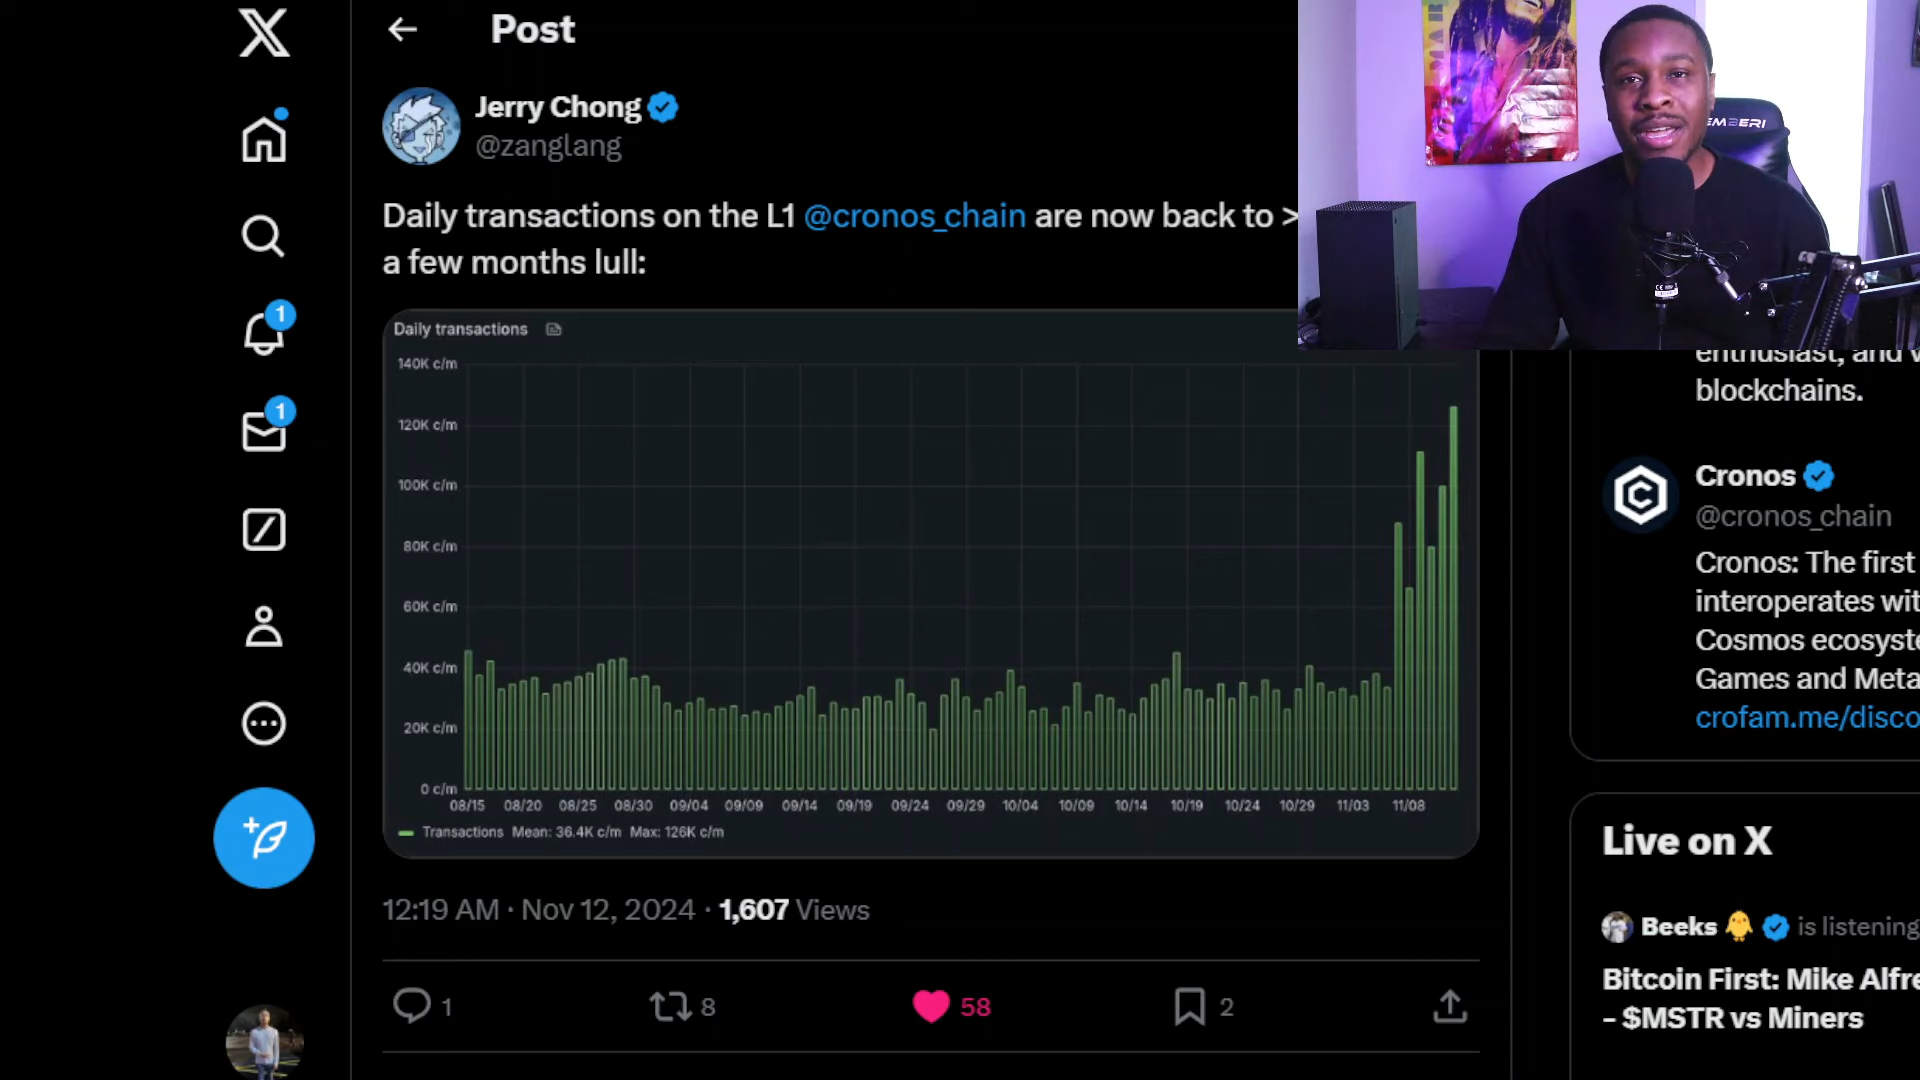 Post
Jerry Chong
@zanglang
Daily transactions on the L1 @cronos_chain are now back to >
a few months lull:
Daily transactions
140K c/m
120K c/m
100K c/m
80K c/m
60K c/m
40K c/m
20K c/m
0 c/m
08/15 08/20 08/25 08/30 09/04 09/09 09/14 09/19 09/24 09/29 10/04 10/09 10/14 10/19 10/24 10/29 11/03 11/08
Transactions Mean: 36.4K c/m Max: 126K c/m
12:19 AM · Nov 12, 2024 · 1,607 Views
1 8 58 2
1
1
EMBERI
enthusiast, and
blockchains.
Cronos
@cronos_chain
Cronos: The first
interoperates wit
Cosmos ecosyste
Games and Meta
crofam.me/disco
Live on X
Beeks is listening
Bitcoin First: Mike Alfre
– $MSTR vs Miners